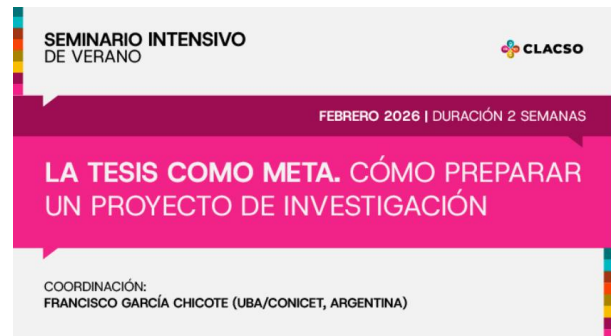 SEMINARIO INTENSIVO
DE VERANO
CLACSO
FEBRERO 2026 | DURACIÓN 2 SEMANAS
LA TESIS COMO META. CÓMO PREPARAR
UN PROYECTO DE INVESTIGACIÓN
COORDINACIÓN:
FRANCISCO GARCÍA CHICOTE (UBA/CONICET, ARGENTINA)